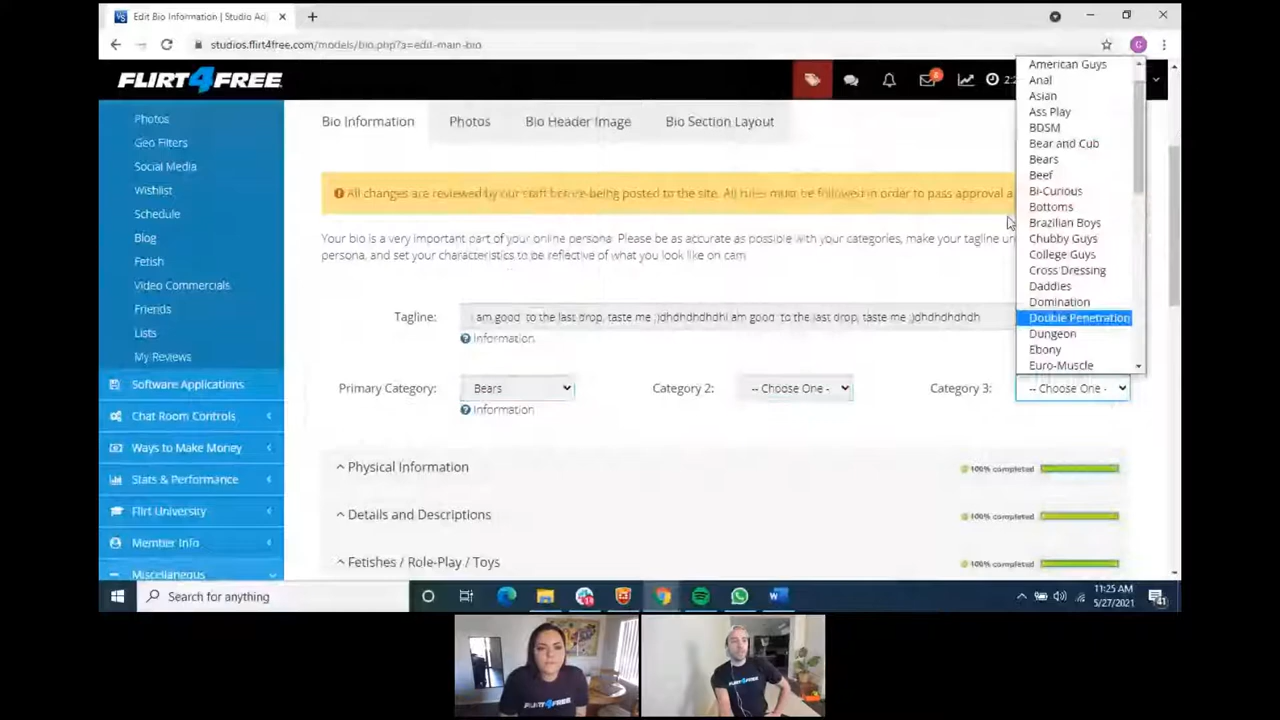 Edit Bio Information | Studio Ad
studios.flirt4free.com/models/bio.php?a=edit-main-bio
FLIRT4FREE
Photos
Geo Filters
Social Media
Wishlist
Schedule
Blog
Fetish
Video Commercials
Friends
Lists
My Reviews
Software Applications
Chat Room Controls
Ways to Make Money
Stats & Performance
Flirt University
Member Info
Miscellaneous
Bio Information
Photos
Bio Header Image
Bio Section Layout
All changes are reviewed by our staff before being posted to the site. All rules must be followed in order to pass approval a
Your bio is a very important part of your online persona. Please be as accurate as possible with your categories, make your tagline
persona, and set your characteristics to be reflective of what you look like on cam
Tagline:
i am good to the last drop, taste me ;)dhdhdhdhdhI am good to the last drop, taste me ;)dhdhdhdhdh
Information
Primary Category:
Bears
Category 2:
-- Choose One -
Category 3:
-- Choose One -
Information
American Guys
Anal
Asian
Ass Play
BDSM
Bear and Cub
Bears
Beef
Bi-Curious
Bottoms
Brazilian Boys
Chubby Guys
College Guys
Cross Dressing
Daddies
Domination
Double Penetration
Dungeon
Ebony
Euro-Muscle
Physical Information
100% completed
Details and Descriptions
100% completed
Fetishes / Role-Play / Toys
100% completed
Search for anything
11:25 AM
5/27/2021
41
FLIRT4FREE
FLIRT4FREE